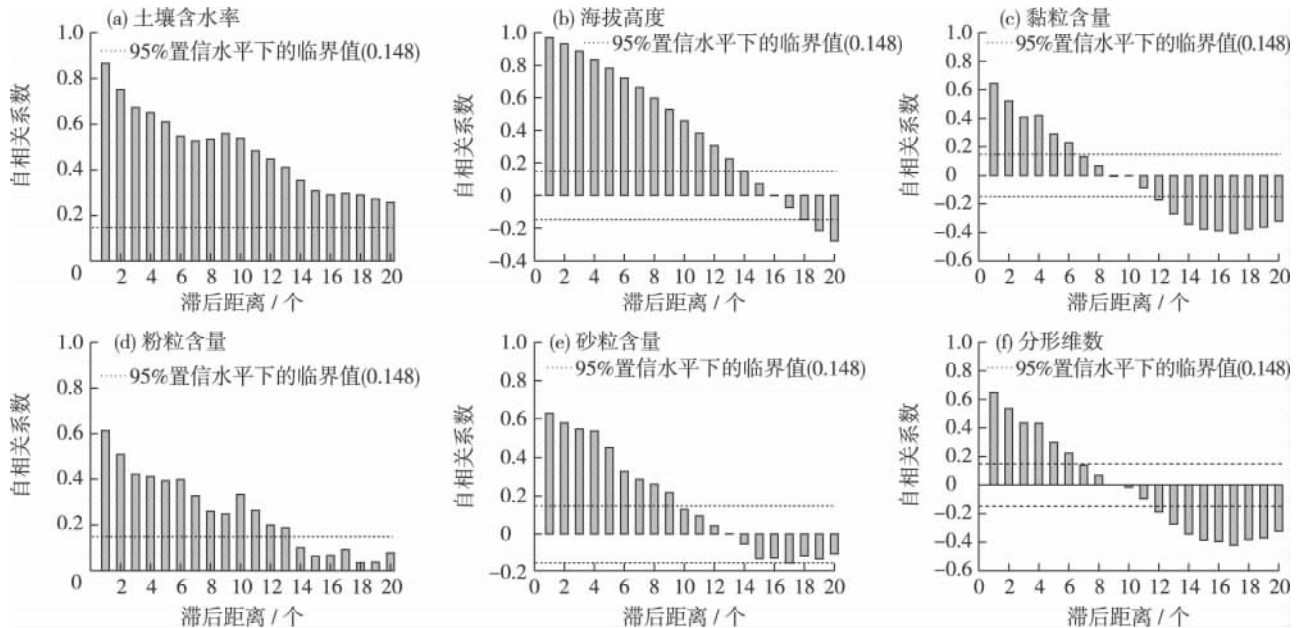 (a) 土壤含水率
95%置信水平下的临界值(0.148)
自相关系数
1.0
0.8
0.6
0.4
0.2
0
2 4 6 8 10 12 14 16 18 20
滞后距离 / 个
(b) 海拔高度
95%置信水平下的临界值(0.148)
自相关系数
1.0
0.8
0.6
0.4
0.2
0
−0.2
−0.4
0 2 4 6 8 10 12 14 16 18 20
滞后距离 / 个
(c) 黏粒含量
95%置信水平下的临界值(0.148)
自相关系数
1.0
0.8
0.6
0.4
0.2
0
−0.2
−0.4
−0.6
0 2 4 6 8 10 12 14 16 18 20
滞后距离 / 个
(d) 粉粒含量
95%置信水平下的临界值(0.148)
自相关系数
1.0
0.8
0.6
0.4
0.2
0
2 4 6 8 10 12 14 16 18 20
滞后距离 / 个
(e) 砂粒含量
95%置信水平下的临界值(0.148)
自相关系数
1.0
0.8
0.6
0.4
0.2
0
−0.2
0 2 4 6 8 10 12 14 16 18 20
滞后距离 / 个
(f) 分形维数
95%置信水平下的临界值(0.148)
自相关系数
1.0
0.8
0.6
0.4
0.2
0
−0.2
−0.4
−0.6
0 2 4 6 8 10 12 14 16 18 20
滞后距离 / 个